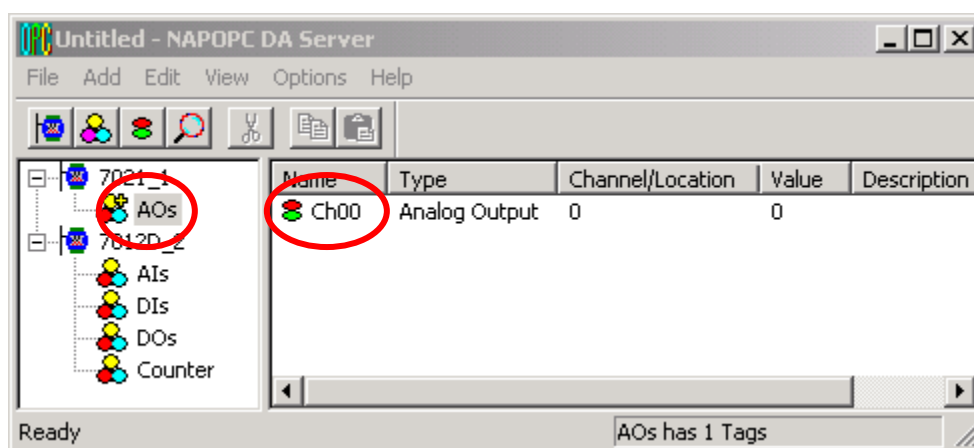 OPC Untitled - NAPOPC DA Server
File Add Edit View Options Help
7021_1
AOs
7012D_2
AIs
DIs
DOs
Counter
Name Type Channel/Location Value Description
Ch00 Analog Output 0 0
Ready
AOs has 1 Tags